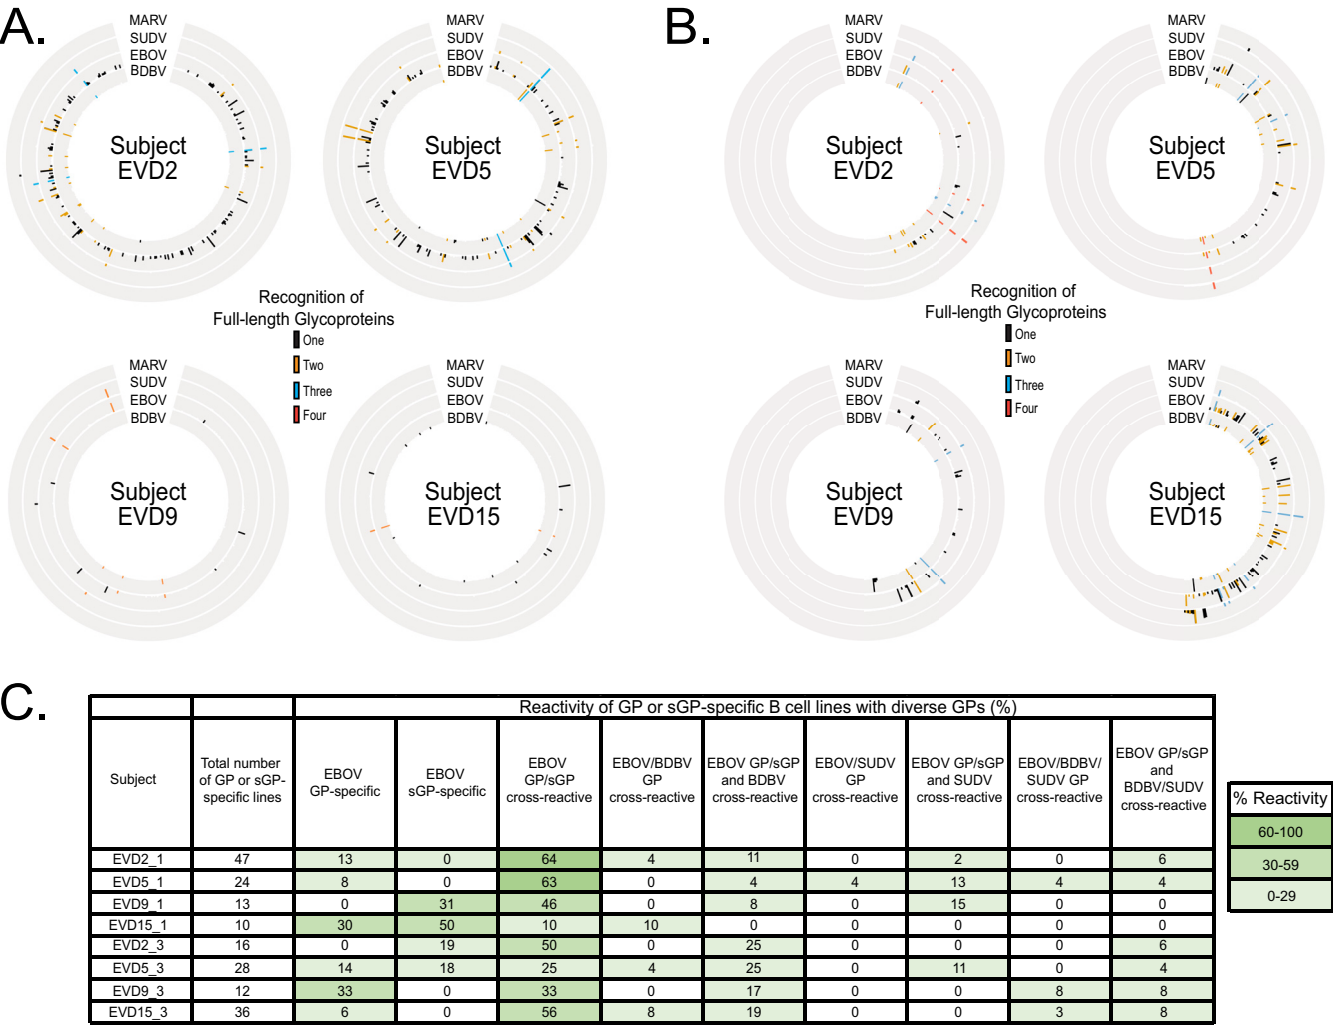 A.
MARV
SUDV
EBOV
BDBV
Subject
EVD2
MARV
SUDV
EBOV
BDBV
Subject
EVD5
Recognition of
Full-length Glycoproteins
One
Two
Three
Four
MARV
SUDV
EBOV
BDBV
Subject
EVD9
MARV
SUDV
EBOV
BDBV
Subject
EVD15
B.
MARV
SUDV
EBOV
BDBV
Subject
EVD2
MARV
SUDV
EBOV
BDBV
Subject
EVD5
Recognition of
Full-length Glycoproteins
One
Two
Three
Four
MARV
SUDV
EBOV
BDBV
Subject
EVD9
MARV
SUDV
EBOV
BDBV
Subject
EVD15
C.
Reactivity of GP or sGP-specific B cell lines with diverse GPs (%)
Subject
Total number
of GP or sGP-
specific lines
EBOV
GP-specific
EBOV
sGP-specific
EBOV
GP/sGP
cross-reactive
EBOV/BDBV
GP
cross-reactive
EBOV GP/sGP
and BDBV
cross-reactive
EBOV/SUDV
GP
cross-reactive
EBOV GP/sGP
and SUDV
cross-reactive
EBOV/BDBV/
SUDV GP
cross-reactive
EBOV GP/sGP
and
BDBV/SUDV
cross-reactive
EVD2_1 47 13 0 64 4 11 0 2 0 6
EVD5_1 24 8 0 63 0 4 4 13 4 4
EVD9_1 13 0 31 46 0 8 0 15 0 0
EVD15_1 10 30 50 10 10 0 0 0 0 0
EVD2_3 16 0 19 50 0 25 0 0 0 6
EVD5_3 28 14 18 25 4 25 0 11 0 4
EVD9_3 12 33 0 33 0 17 0 0 8 8
EVD15_3 36 6 0 56 8 19 0 0 3 8
% Reactivity
60-100
30-59
0-29